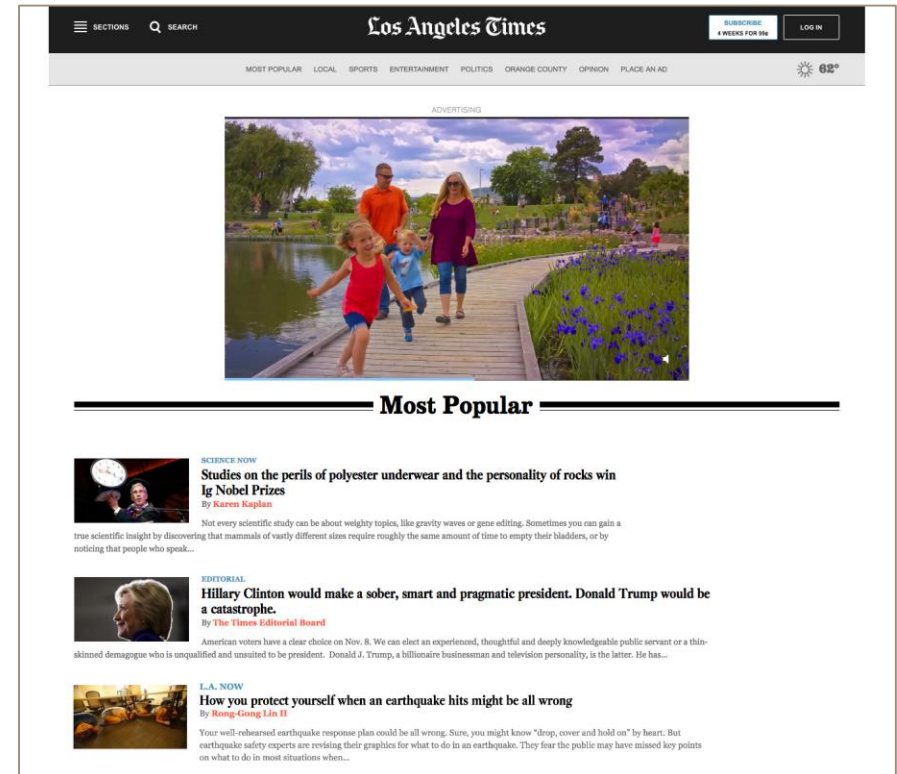 SECTIONS
SEARCH
Los Angeles Times
SUBSCRIBE
4 WEEKS FOR 99¢
LOG IN
MOST POPULAR LOCAL SPORTS ENTERTAINMENT POLITICS ORANGE COUNTY OPINION PLACE AN AD
62°
ADVERTISING
Most Popular
SCIENCE NOW
Studies on the perils of polyester underwear and the personality of rocks win
Ig Nobel Prizes
By Karen Kaplan
Not every scientific study can be about weighty topics, like gravity waves or gene editing. Sometimes you can gain a
true scientific insight by discovering that mammals of vastly different sizes require roughly the same amount of time to empty their bladders, or by
noticing that people who speak...
EDITORIAL
Hillary Clinton would make a sober, smart and pragmatic president. Donald Trump would be
a catastrophe.
By The Times Editorial Board
American voters have a clear choice on Nov. 8. We can elect an experienced, thoughtful and deeply knowledgeable public servant or a thin-
skinned demagogue who is unqualified and unsuited to be president. Donald J. Trump, a billionaire businessman and television personality, is the latter. He has...
L.A. NOW
How you protect yourself when an earthquake hits might be all wrong
By Rong-Gong Lin II
Your well-rehearsed earthquake response plan could be all wrong. Sure, you might know “drop, cover and hold on” by heart. But
earthquake safety experts are revising their graphics for what to do in an earthquake. They fear the public may have missed key points
on what to do in most situations when...